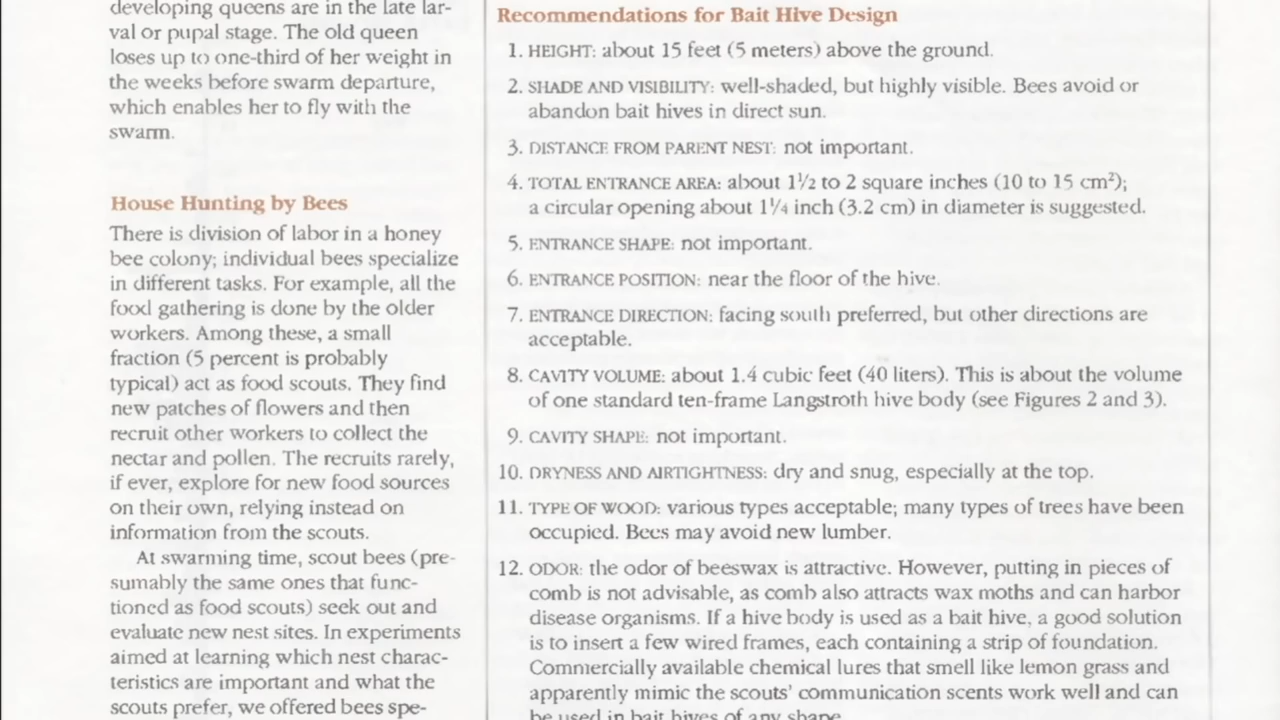 developing queens are in the late lar-
val or pupal stage. The old queen
loses up to one-third of her weight in
the weeks before swarm departure,
which enables her to fly with the
swarm.
House Hunting by Bees
There is division of labor in a honey
bee colony; individual bees specialize
in different tasks. For example, all the
food gathering is done by the older
workers. Among these, a small
fraction (5 percent is probably
typical) act as food scouts. They find
new patches of flowers and then
recruit other workers to collect the
nectar and pollen. The recruits rarely,
if ever, explore for new food sources
on their own, relying instead on
information from the scouts.
At swarming time, scout bees (pre-
sumably the same ones that func-
tioned as food scouts) seek out and
evaluate new nest sites. In experiments
aimed at learning which nest charac-
teristics are important and what the
scouts prefer, we offered bees spe-
Recommendations for Bait Hive Design
1. HEIGHT: about 15 feet (5 meters) above the ground.
2. SHADE AND VISIBILITY: well-shaded, but highly visible. Bees avoid or
abandon bait hives in direct sun.
3. DISTANCE FROM PARENT NEST: not important.
4. TOTAL ENTRANCE AREA: about 1½ to 2 square inches (10 to 15 cm²);
a circular opening about 1¼ inch (3.2 cm) in diameter is suggested.
5. ENTRANCE SHAPE: not important.
6. ENTRANCE POSITION: near the floor of the hive.
7. ENTRANCE DIRECTION: facing south preferred, but other directions are
acceptable.
8. CAVITY VOLUME: about 1.4 cubic feet (40 liters). This is about the volume
of one standard ten-frame Langstroth hive body (see Figures 2 and 3).
9. CAVITY SHAPE: not important.
10. DRYNESS AND AIRTIGHTNESS: dry and snug, especially at the top.
11. TYPE OF WOOD: various types acceptable; many types of trees have been
occupied. Bees may avoid new lumber.
12. ODOR: the odor of beeswax is attractive. However, putting in pieces of
comb is not advisable, as comb also attracts wax moths and can harbor
disease organisms. If a hive body is used as a bait hive, a good solution
is to insert a few wired frames, each containing a strip of foundation.
Commercially available chemical lures that smell like lemon grass and
apparently mimic the scouts' communication scents work well and can
be used in bait hives of any shape.